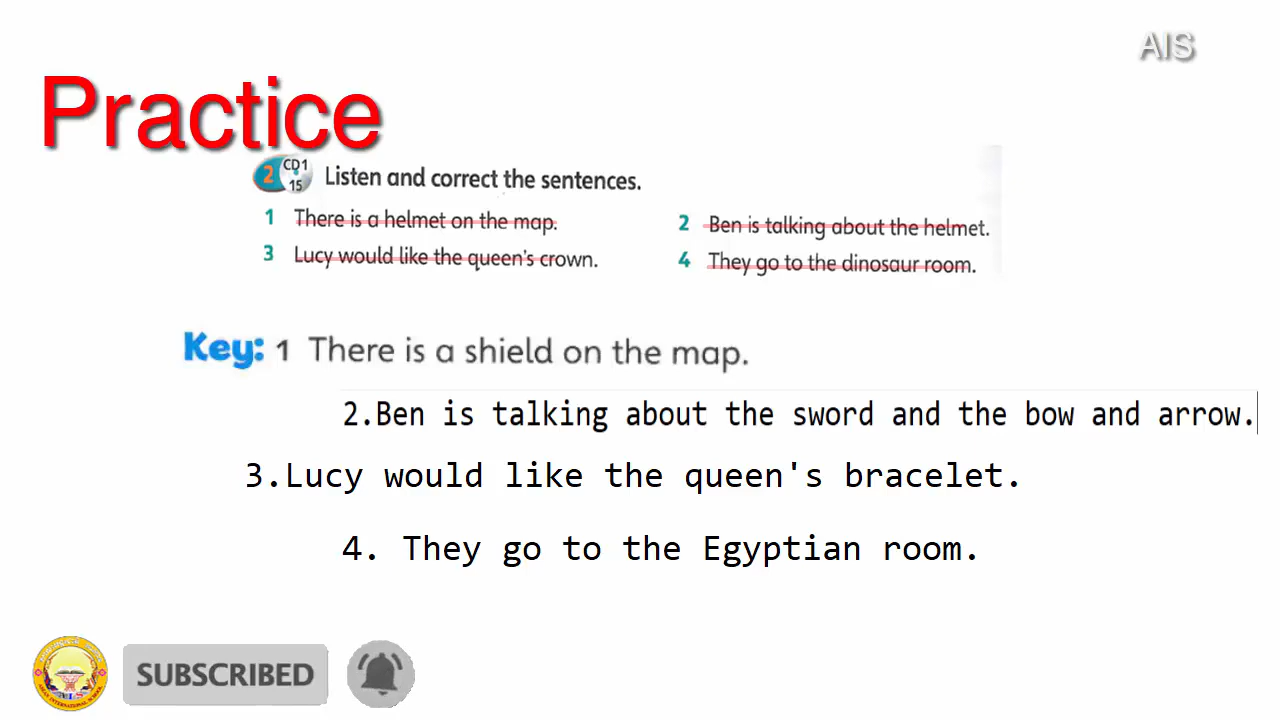 AIS
Practice
2 CD1 15 Listen and correct the sentences.
1 There is a helmet on the map.
2 Ben is talking about the helmet.
3 Lucy would like the queen's crown.
4 They go to the dinosaur room.
Key: 1 There is a shield on the map.
2.Ben is talking about the sword and the bow and arrow.
3.Lucy would like the queen's bracelet.
4. They go to the Egyptian room.
SUBSCRIBED